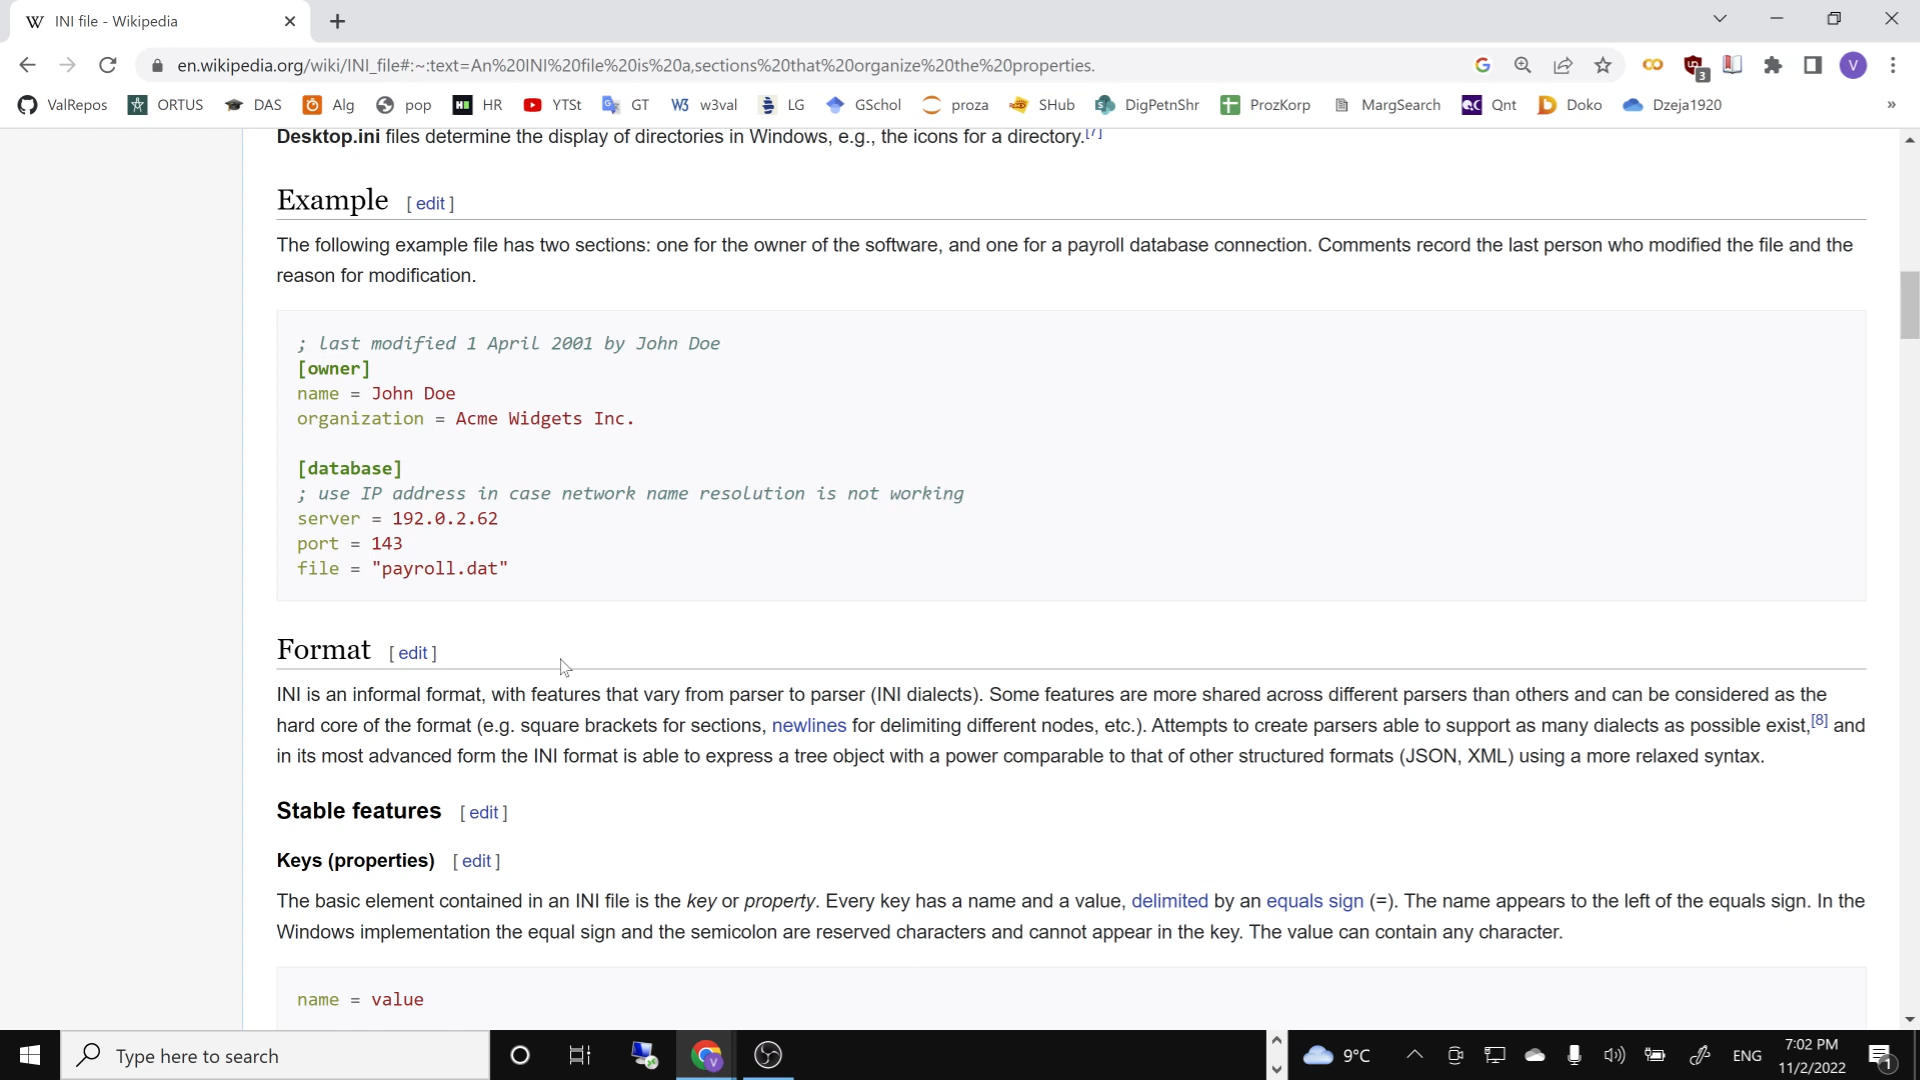 W INI file - Wikipedia
en.wikipedia.org/wiki/INI_file#:~:text=An%20INI%20file%20is%20a,sections%20that%20organize%20the%20properties.
3
V
ValRepos ORTUS DAS Alg pop HR YTSt GT w3val LG GSchol proza SHub DigPetnShr ProzKorp MargSearch Qnt Doko Dzeja1920 »
Desktop.ini files determine the display of directories in Windows, e.g., the icons for a directory.[7]
Example [ edit ]
The following example file has two sections: one for the owner of the software, and one for a payroll database connection. Comments record the last person who modified the file and the
reason for modification.
; last modified 1 April 2001 by John Doe
[owner]
name = John Doe
organization = Acme Widgets Inc.
[database]
; use IP address in case network name resolution is not working
server = 192.0.2.62
port = 143
file = "payroll.dat"
Format [ edit ]
INI is an informal format, with features that vary from parser to parser (INI dialects). Some features are more shared across different parsers than others and can be considered as the
hard core of the format (e.g. square brackets for sections, newlines for delimiting different nodes, etc.). Attempts to create parsers able to support as many dialects as possible exist,[8] and
in its most advanced form the INI format is able to express a tree object with a power comparable to that of other structured formats (JSON, XML) using a more relaxed syntax.
Stable features [ edit ]
Keys (properties) [ edit ]
The basic element contained in an INI file is the key or property. Every key has a name and a value, delimited by an equals sign (=). The name appears to the left of the equals sign. In the
Windows implementation the equal sign and the semicolon are reserved characters and cannot appear in the key. The value can contain any character.
name = value
Type here to search
9°C
ENG
7:02 PM
11/2/2022
1